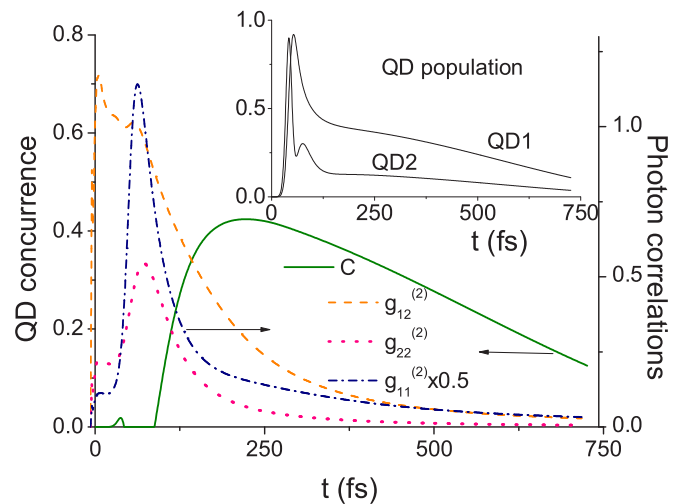 0.8
0.6
0.4
0.2
0.0
QD concurrence
0
250
500
750
t (fs)
1.0
0.5
0.0
Photon correlations
1.0
0.5
0.0
0
250
500
750
t (fs)
QD population
QD1
QD2
C
g₁₂⁽²⁾
g₂₂⁽²⁾
g₁₁⁽²⁾x0.5